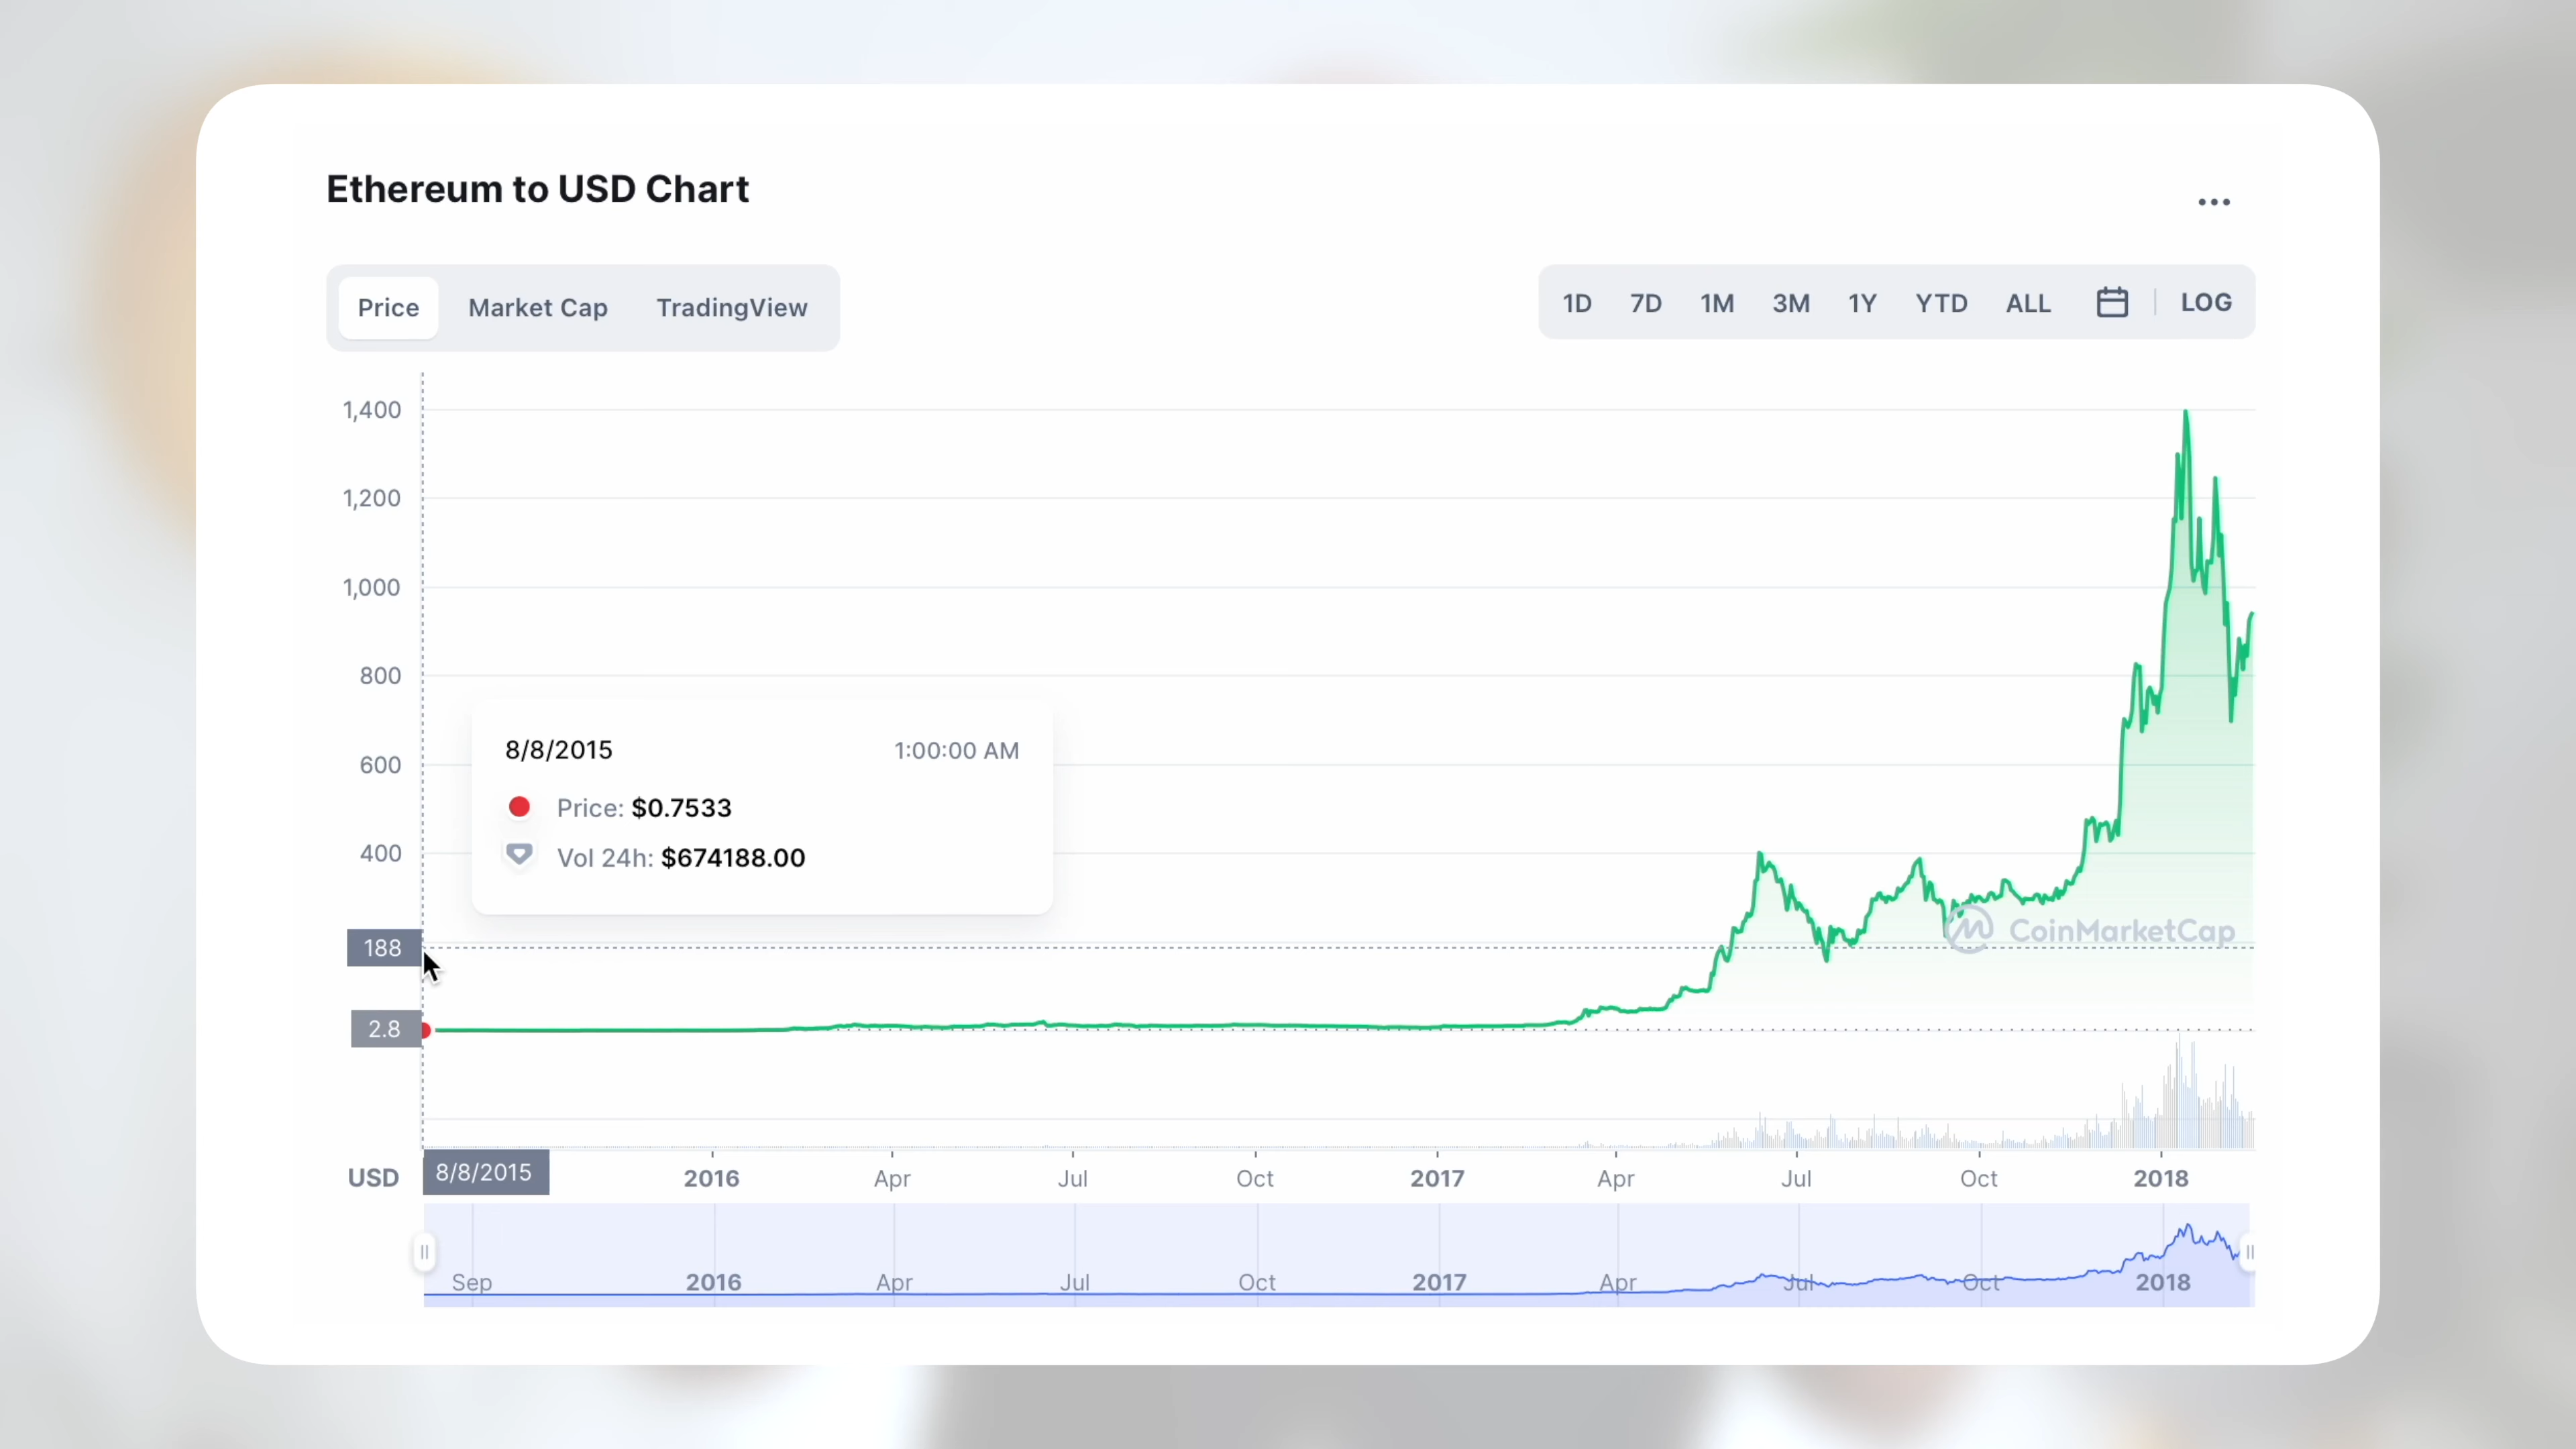 Ethereum to USD Chart
Price Market Cap TradingView
1D 7D 1M 3M 1Y YTD ALL LOG
1,400
1,200
1,000
800
600
400
188
2.8
8/8/2015 1:00:00 AM
Price: $0.7533
Vol 24h: $674188.00
CoinMarketCap
USD 8/8/2015 2016 Apr Jul Oct 2017 Apr Jul Oct 2018
Sep 2016 Apr Jul Oct 2017 Apr Jul Oct 2018